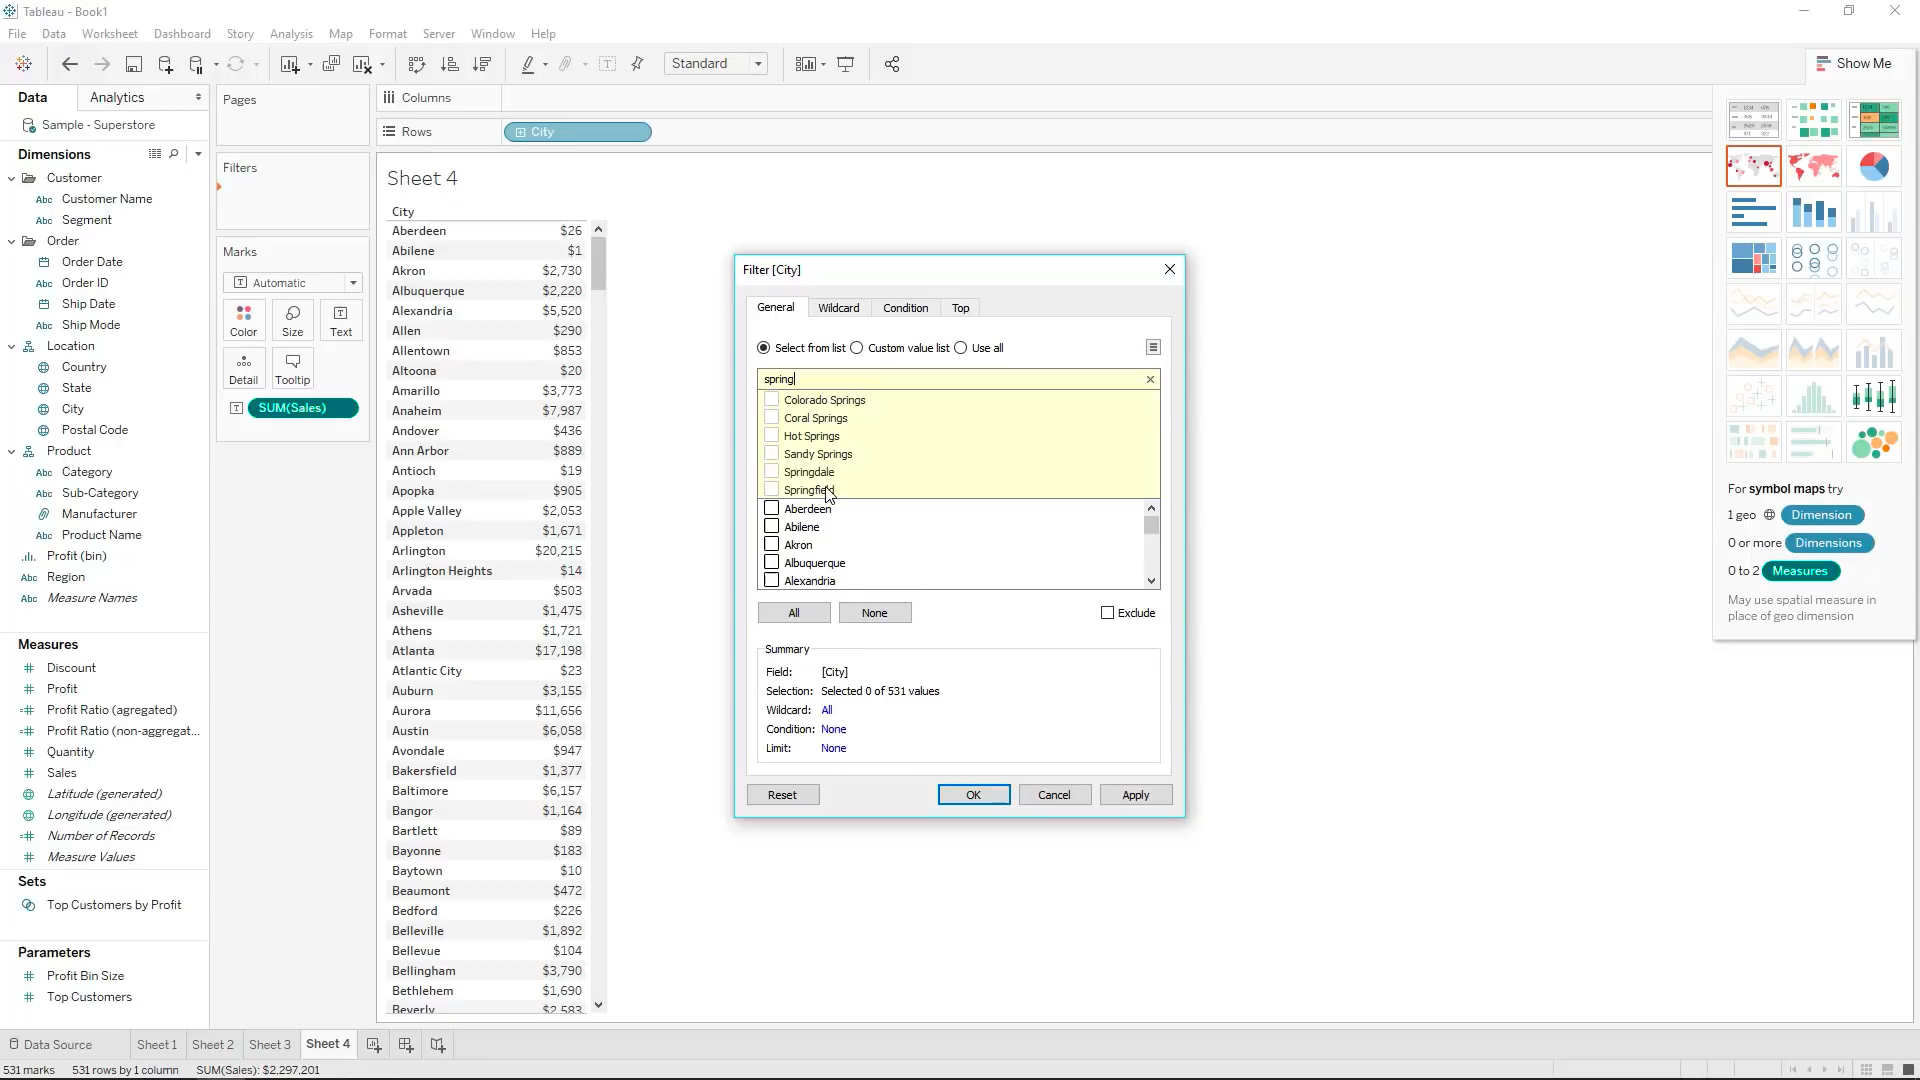 Tableau - Book1
File Data Worksheet Dashboard Story Analysis Map Format Server Window Help
Standard
Show Me
Data Analytics
Sample - Superstore
Dimensions
Customer
Abc Customer Name
Abc Segment
Order
Order Date
Abc Order ID
Ship Date
Abc Ship Mode
Location
Country
State
City
Postal Code
Product
Abc Category
Abc Sub-Category
Manufacturer
Abc Product Name
Profit (bin)
Abc Region
Abc Measure Names
Measures
Discount
Profit
Profit Ratio (agregated)
Profit Ratio (non-aggregat...
Quantity
Sales
Latitude (generated)
Longitude (generated)
Number of Records
Measure Values
Sets
Top Customers by Profit
Parameters
Profit Bin Size
Top Customers
Pages
Filters
Marks
Automatic
Color Size Text
Detail Tooltip
SUM(Sales)
Columns
Rows City
Sheet 4
City
Aberdeen $26
Abilene $1
Akron $2,730
Albuquerque $2,220
Alexandria $5,520
Allen $290
Allentown $853
Altoona $20
Amarillo $3,773
Anaheim $7,987
Andover $436
Ann Arbor $889
Antioch $19
Apopka $905
Apple Valley $2,053
Appleton $1,671
Arlington $20,215
Arlington Heights $14
Arvada $503
Asheville $1,475
Athens $1,721
Atlanta $17,198
Atlantic City $23
Auburn $3,155
Aurora $11,656
Austin $6,058
Avondale $947
Bakersfield $1,377
Baltimore $6,157
Bangor $1,164
Bartlett $89
Bayonne $183
Baytown $10
Beaumont $472
Bedford $226
Belleville $1,892
Bellevue $104
Bellingham $3,790
Bethlehem $1,690
Beverly $2,583
Filter [City]
General Wildcard Condition Top
Select from list Custom value list Use all
spring
Colorado Springs
Coral Springs
Hot Springs
Sandy Springs
Springdale
Springfield
Aberdeen
Abilene
Akron
Albuquerque
Alexandria
All None Exclude
Summary
Field: [City]
Selection: Selected 0 of 531 values
Wildcard: All
Condition: None
Limit: None
Reset OK Cancel Apply
For symbol maps try
1 geo Dimension
0 or more Dimensions
0 to 2 Measures
May use spatial measure in
place of geo dimension
Data Source Sheet 1 Sheet 2 Sheet 3 Sheet 4
531 marks 531 rows by 1 column SUM(Sales): $2,297,201